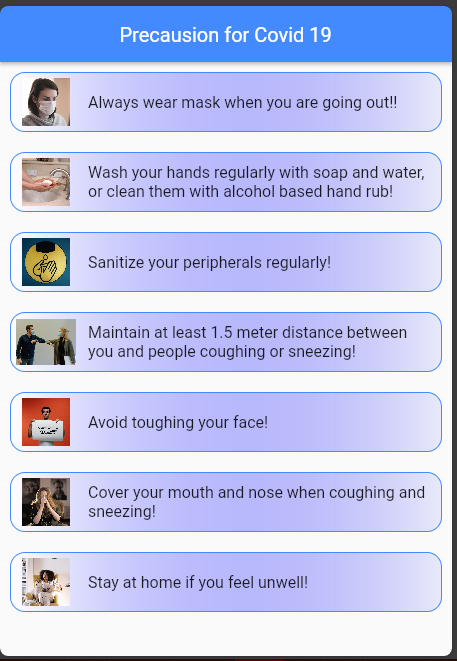 Precausion for Covid 19
Always wear mask when you are going out!!
Wash your hands regularly with soap and water,
or clean them with alcohol based hand rub!
Sanitize your peripherals regularly!
Maintain at least 1.5 meter distance between
you and people coughing or sneezing!
Avoid toughing your face!
Cover your mouth and nose when coughing and
sneezing!
Stay at home if you feel unwell!